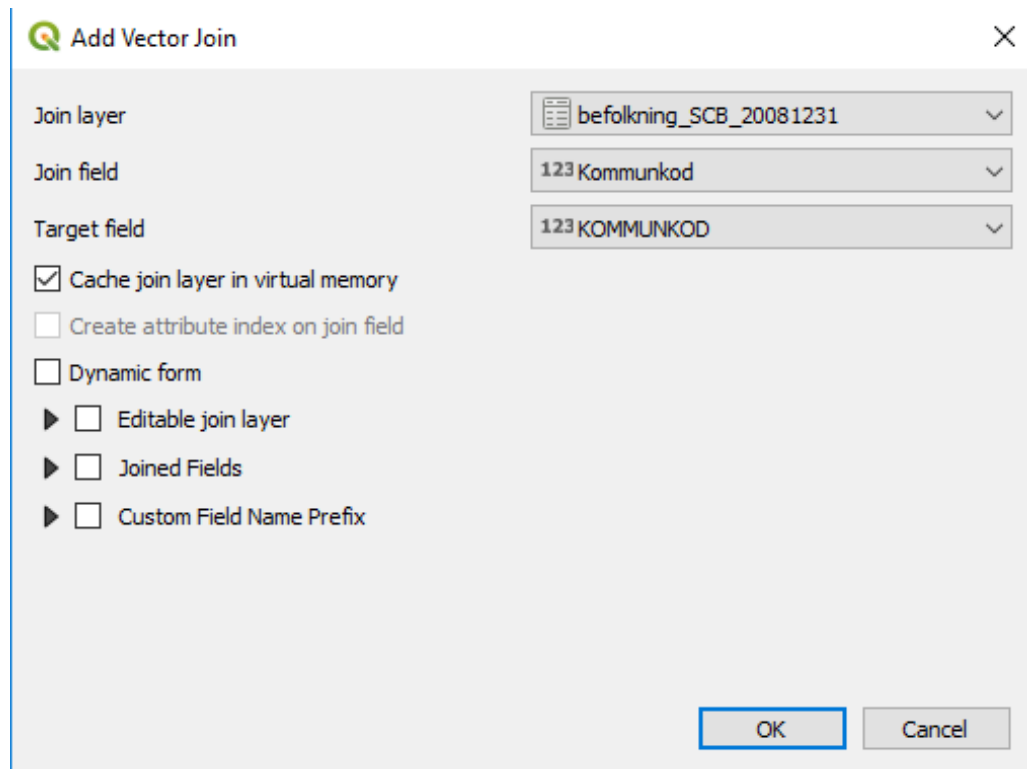 Add Vector Join
Join layer befolkning_SCB_20081231
Join field 123 Kommunkod
Target field 123 KOMMUNKOD
Cache join layer in virtual memory
Create attribute index on join field
Dynamic form
Editable join layer
Joined Fields
Custom Field Name Prefix
OK Cancel